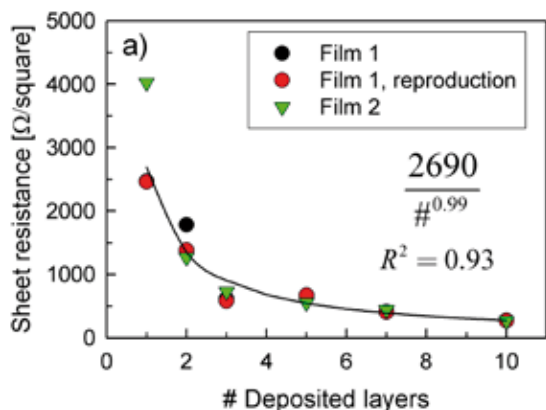 a)
Film 1
Film 1, reproduction
Film 2
5000
4000
3000
2000
1000
0
Sheet resistance [Ω/square]
2690
#^0.99
R² = 0.93
0 2 4 6 8 10
# Deposited layers